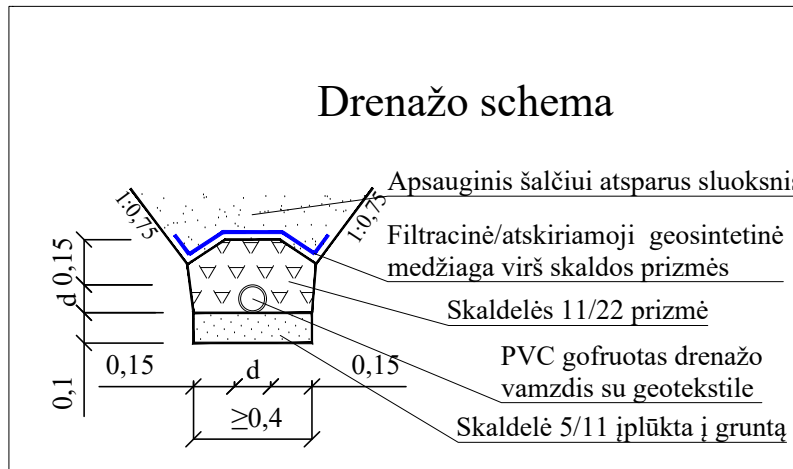 Drenažo schema
Apsauginis šalčiui atsparus sluoksnis
1:0,75
1:0,75
Filtracinė/atskiriamoji geosintetinė
medžiaga virš skaldos prizmės
0,15
d
Skaldelės 11/22 prizmė
PVC gofruotas drenažo
vamzdis su geotekstile
0,1
0,15
d
0,15
≥0,4
Skaldelė 5/11 įplūkta į gruntą